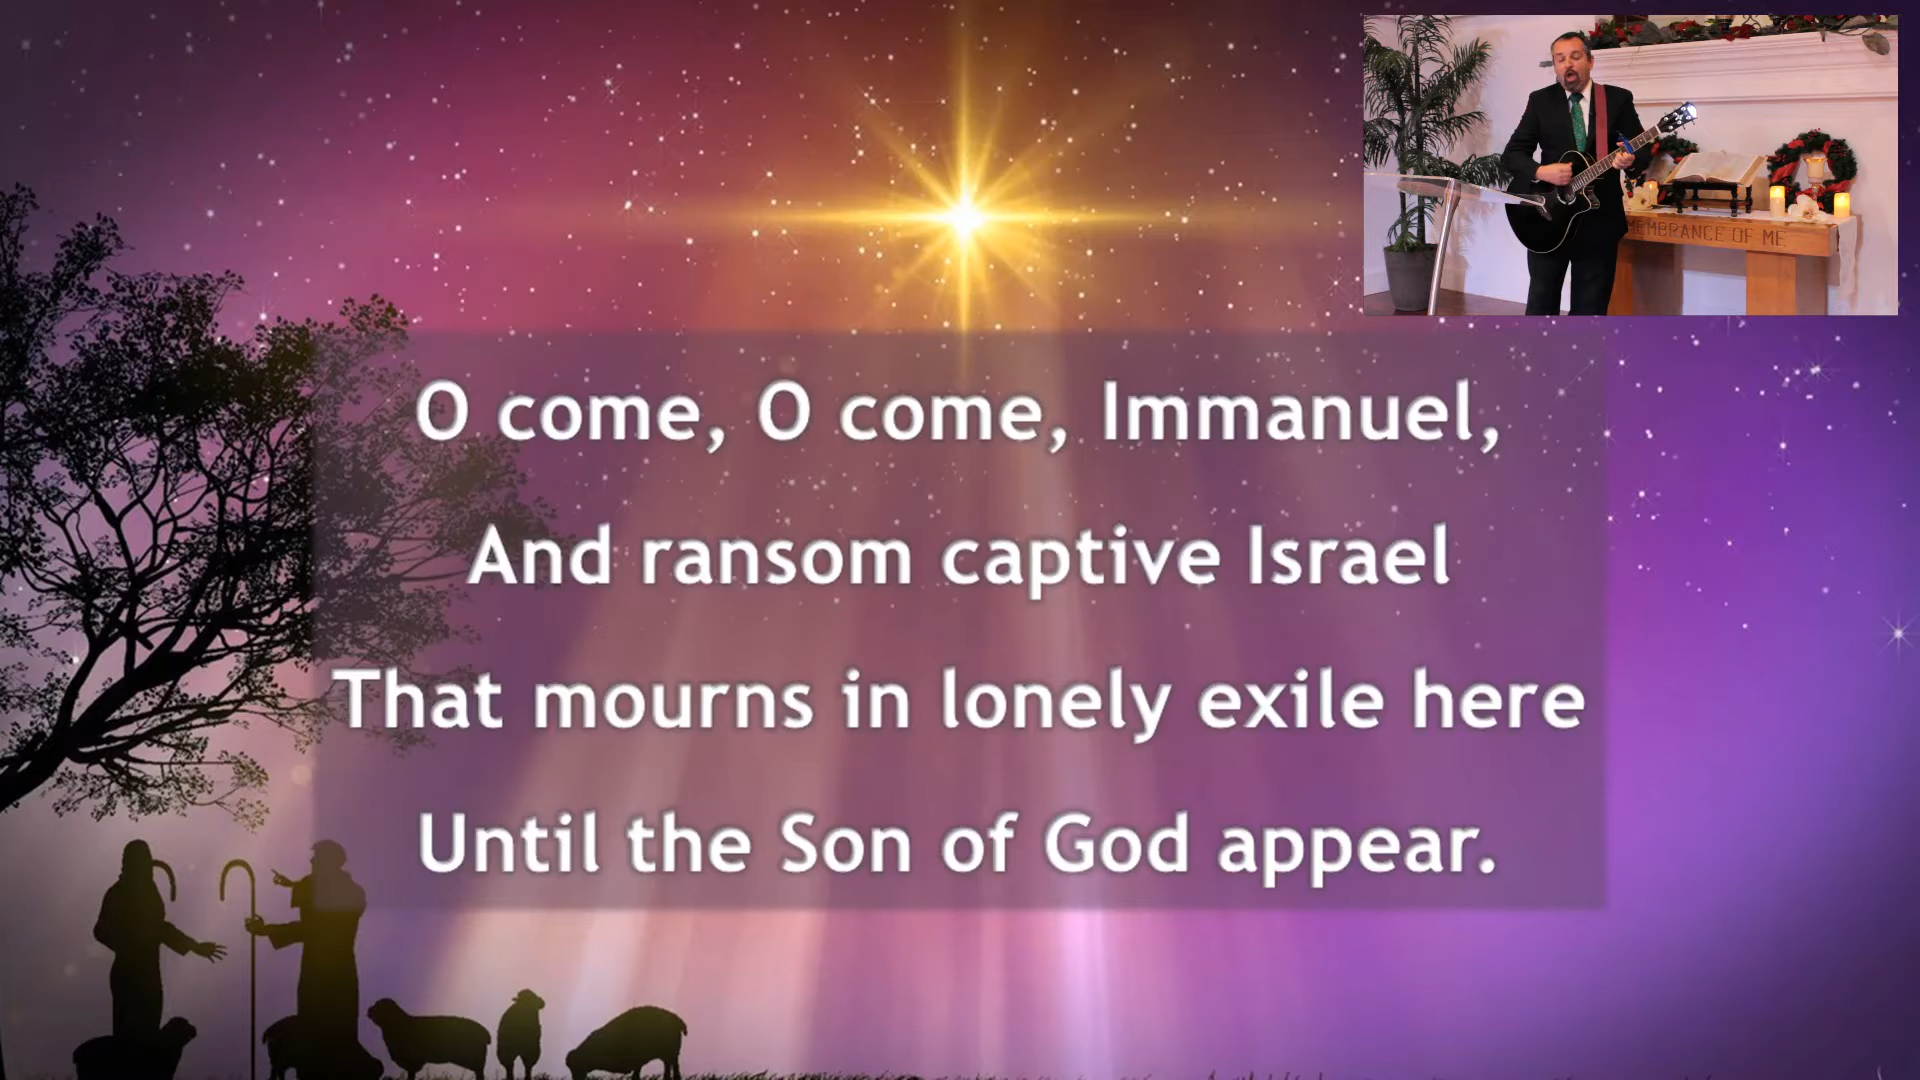 O come, O come, Immanuel,
And ransom captive Israel
That mourns in lonely exile here
Until the Son of God appear.
MEMBRANCE OF ME